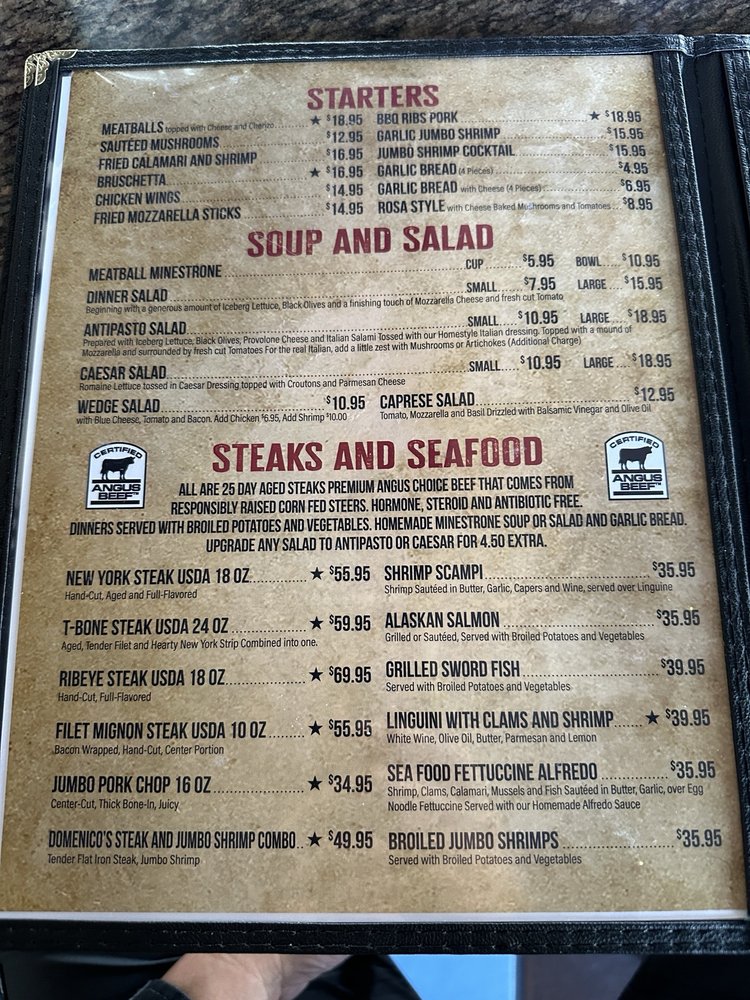 STARTERS
MEATBALLS topped with Cheese and Cherizo ★ $18.95
SAUTÉED MUSHROOMS $12.95
FRIED CALAMARI AND SHRIMP $16.95
BRUSCHETTA ★ $16.95
CHICKEN WINGS $14.95
FRIED MOZZARELLA STICKS $14.95
BBQ RIBS PORK ★ $18.95
GARLIC JUMBO SHRIMP $15.95
JUMBO SHRIMP COCKTAIL $15.95
GARLIC BREAD (4 Pieces) $4.95
GARLIC BREAD with Cheese (4 Pieces) $6.95
ROSA STYLE with Cheese Baked Mushrooms and Tomatoes $8.95
SOUP AND SALAD
MEATBALL MINESTRONE CUP $5.95 BOWL $10.95
DINNER SALAD SMALL $7.95 LARGE $15.95
Beginning with a generous amount of Iceberg Lettuce, Black Olives and a finishing touch of Mozzarella Cheese and fresh cut Tomato
ANTIPASTO SALAD SMALL $10.95 LARGE $18.95
Prepared with Iceberg Lettuce, Black Olives, Provolone Cheese and Italian Salami Tossed with our Homestyle Italian dressing. Topped with a mound of
Mozzarella and surrounded by fresh cut Tomatoes For the real Italian, add a little zest with Mushrooms or Artichokes (Additional Charge)
CAESAR SALAD SMALL $10.95 LARGE $18.95
Romaine Lettuce tossed in Caesar Dressing topped with Croutons and Parmesan Cheese
WEDGE SALAD $10.95
with Blue Cheese, Tomato and Bacon. Add Chicken $6.95, Add Shrimp $10.00
CAPRESE SALAD $12.95
Tomato, Mozzarella and Basil Drizzled with Balsamic Vinegar and Olive Oil
STEAKS AND SEAFOOD
CERTIFIED
ANGUS
BEEF™
CERTIFIED
ANGUS
BEEF™
ALL ARE 25 DAY AGED STEAKS PREMIUM ANGUS CHOICE BEEF THAT COMES FROM
RESPONSIBLY RAISED CORN FED STEERS. HORMONE, STEROID AND ANTIBIOTIC FREE.
DINNERS SERVED WITH BROILED POTATOES AND VEGETABLES. HOMEMADE MINESTRONE SOUP OR SALAD AND GARLIC BREAD.
UPGRADE ANY SALAD TO ANTIPASTO OR CAESAR FOR 4.50 EXTRA.
NEW YORK STEAK USDA 18 OZ ★ $55.95
Hand-Cut, Aged and Full-Flavored
T-BONE STEAK USDA 24 OZ ★ $59.95
Aged, Tender Filet and Hearty New York Strip Combined into one.
RIBEYE STEAK USDA 18 OZ ★ $69.95
Hand-Cut, Full-Flavored
FILET MIGNON STEAK USDA 10 OZ ★ $55.95
Bacon Wrapped, Hand-Cut, Center Portion
JUMBO PORK CHOP 16 OZ ★ $34.95
Center-Cut, Thick Bone-In, Juicy
DOMENICO'S STEAK AND JUMBO SHRIMP COMBO ★ $49.95
Tender Flat Iron Steak, Jumbo Shrimp
SHRIMP SCAMPI $35.95
Shrimp Sautéed in Butter, Garlic, Capers and Wine, served over Linguine
ALASKAN SALMON $35.95
Grilled or Sautéed, Served with Broiled Potatoes and Vegetables
GRILLED SWORD FISH $39.95
Served with Broiled Potatoes and Vegetables
LINGUINI WITH CLAMS AND SHRIMP ★ $39.95
White Wine, Olive Oil, Butter, Parmesan and Lemon
SEA FOOD FETTUCCINE ALFREDO $35.95
Shrimp, Clams, Calamari, Mussels and Fish Sautéed in Butter, Garlic, over Egg
Noodle Fettuccine Served with our Homemade Alfredo Sauce
BROILED JUMBO SHRIMPS $35.95
Served with Broiled Potatoes and Vegetables